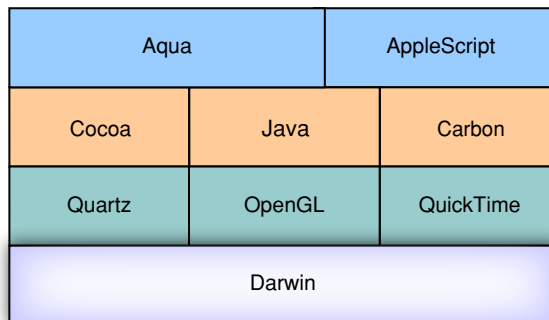 Aqua AppleScript
Cocoa Java Carbon
Quartz OpenGL QuickTime
Darwin